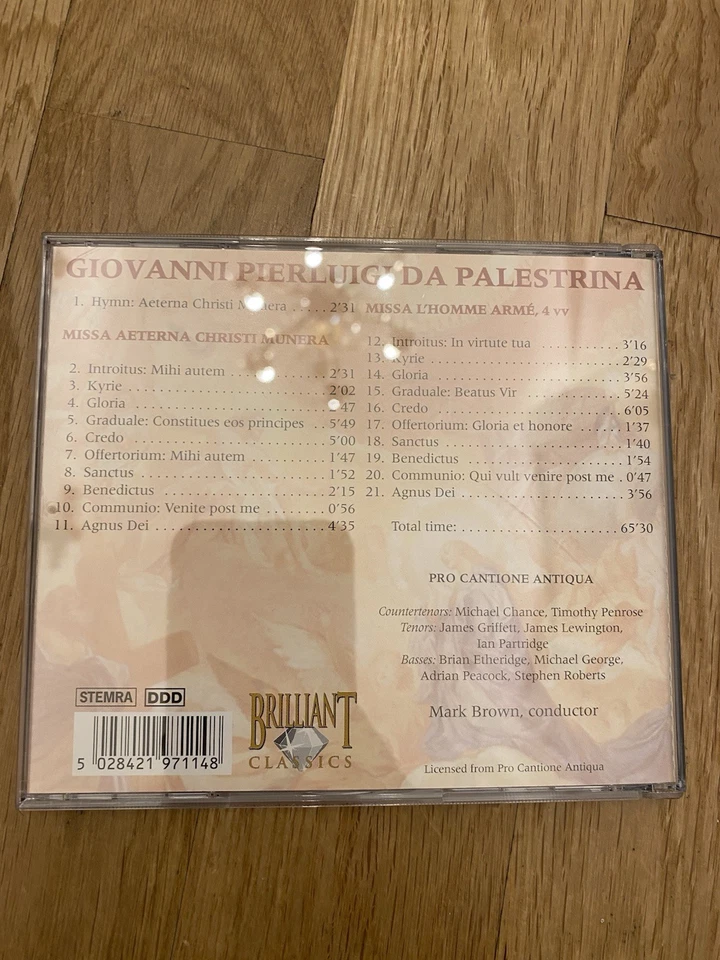 GIOVANNI PIERLUIGI DA PALESTRINA
1. Hymn: Aeterna Christi Munera ..... 2'31
MISSA AETERNA CHRISTI MUNERA
2. Introitus: Mihi autem .............. 2'31
3. Kyrie .......................... 2'02
4. Gloria ......................... 47
5. Graduale: Constitues eos principes .. 5'49
6. Credo ......................... 5'00
7. Offertorium: Mihi autem .......... 1'47
8. Sanctus ........................ 1'52
9. Benedictus ..................... 2'15
10. Communio: Venite post me ........ 0'56
11. Agnus Dei ...................... 4'35
MISSA L'HOMME ARMÉ, 4 vv
12. Introitus: In virtute tua ........... 3'16
13. Kyrie .......................... 2'29
14. Gloria ......................... 3'56
15. Graduale: Beatus Vir ............. 5'24
16. Credo ......................... 6'05
17. Offertorium: Gloria et honore ...... 1'37
18. Sanctus ........................ 1'40
19. Benedictus ..................... 1'54
20. Communio: Qui vult venire post me . 0'47
21. Agnus Dei ...................... 3'56
Total time: ........................ 65'30
PRO CANTIONE ANTIQUA
Countertenors: Michael Chance, Timothy Penrose
Tenors: James Griffett, James Lewington,
Ian Partridge
Basses: Brian Etheridge, Michael George,
Adrian Peacock, Stephen Roberts
Mark Brown, conductor
Licensed from Pro Cantione Antiqua
STEMRA DDD
5 028421 971148
BRILLIANT
CLASSICS